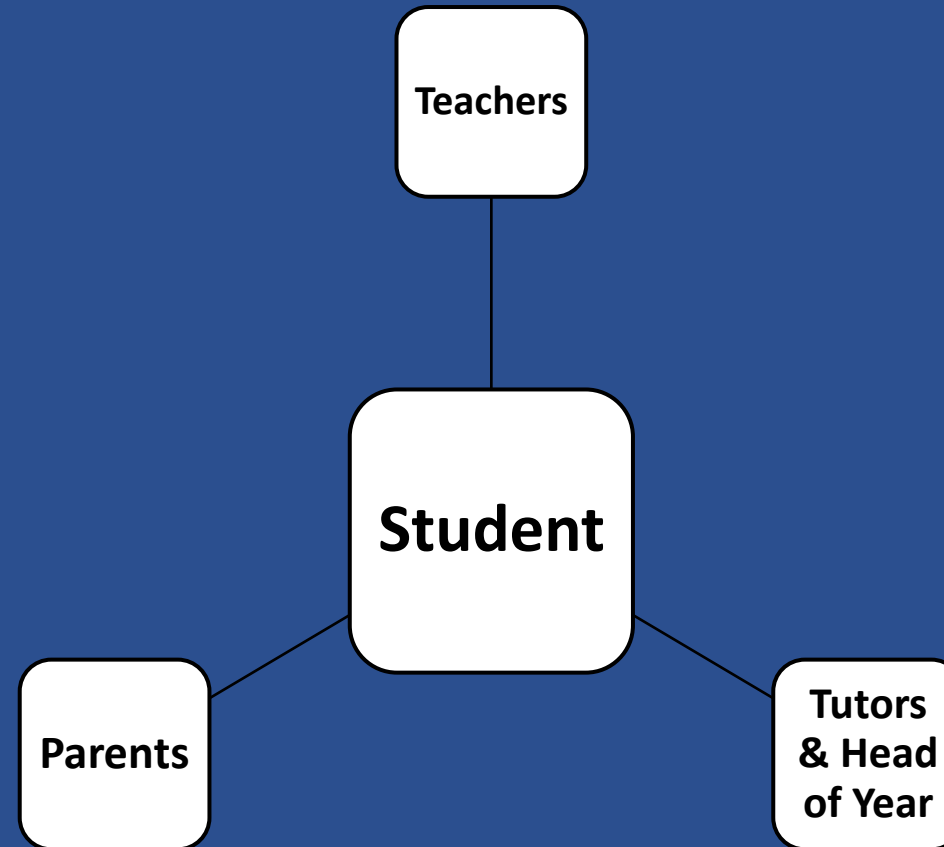 Teachers
Student
Parents
Tutors
& Head
of Year